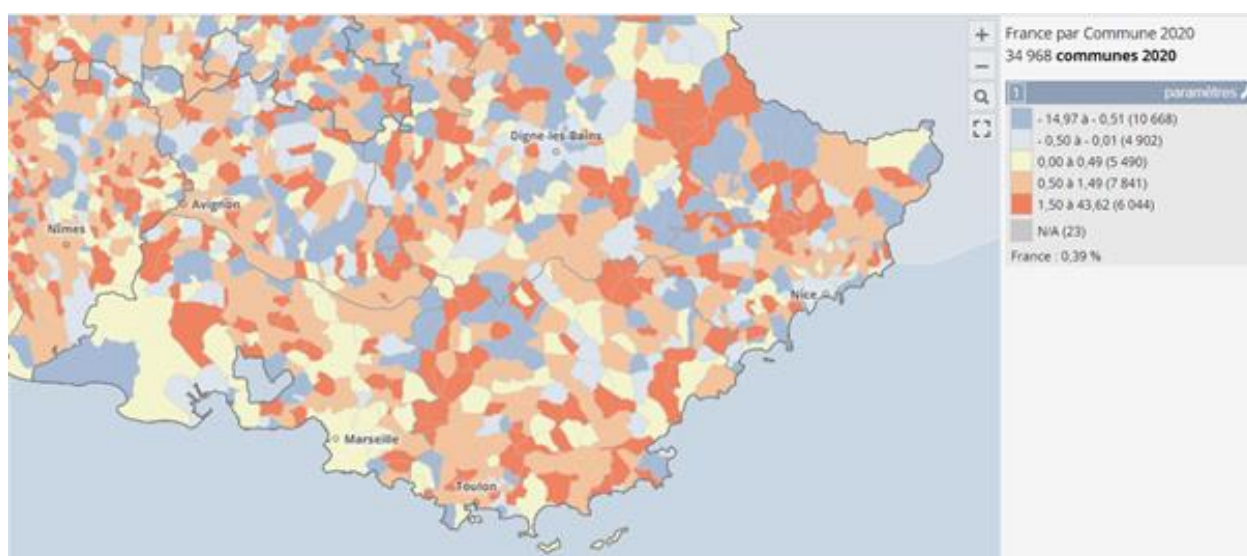 +
−
France par Commune 2020
34 968 communes 2020
1 paramètres
- 14,97 à - 0,51 (10 668)
- 0,50 à - 0,01 (4 902)
0,00 à 0,49 (5 490)
0,50 à 1,49 (7 841)
1,50 à 43,62 (6 044)
N/A (23)
France : 0,39 %
Digne-les-Bains
Avignon
Nîmes
Nice
Marseille
Toulon